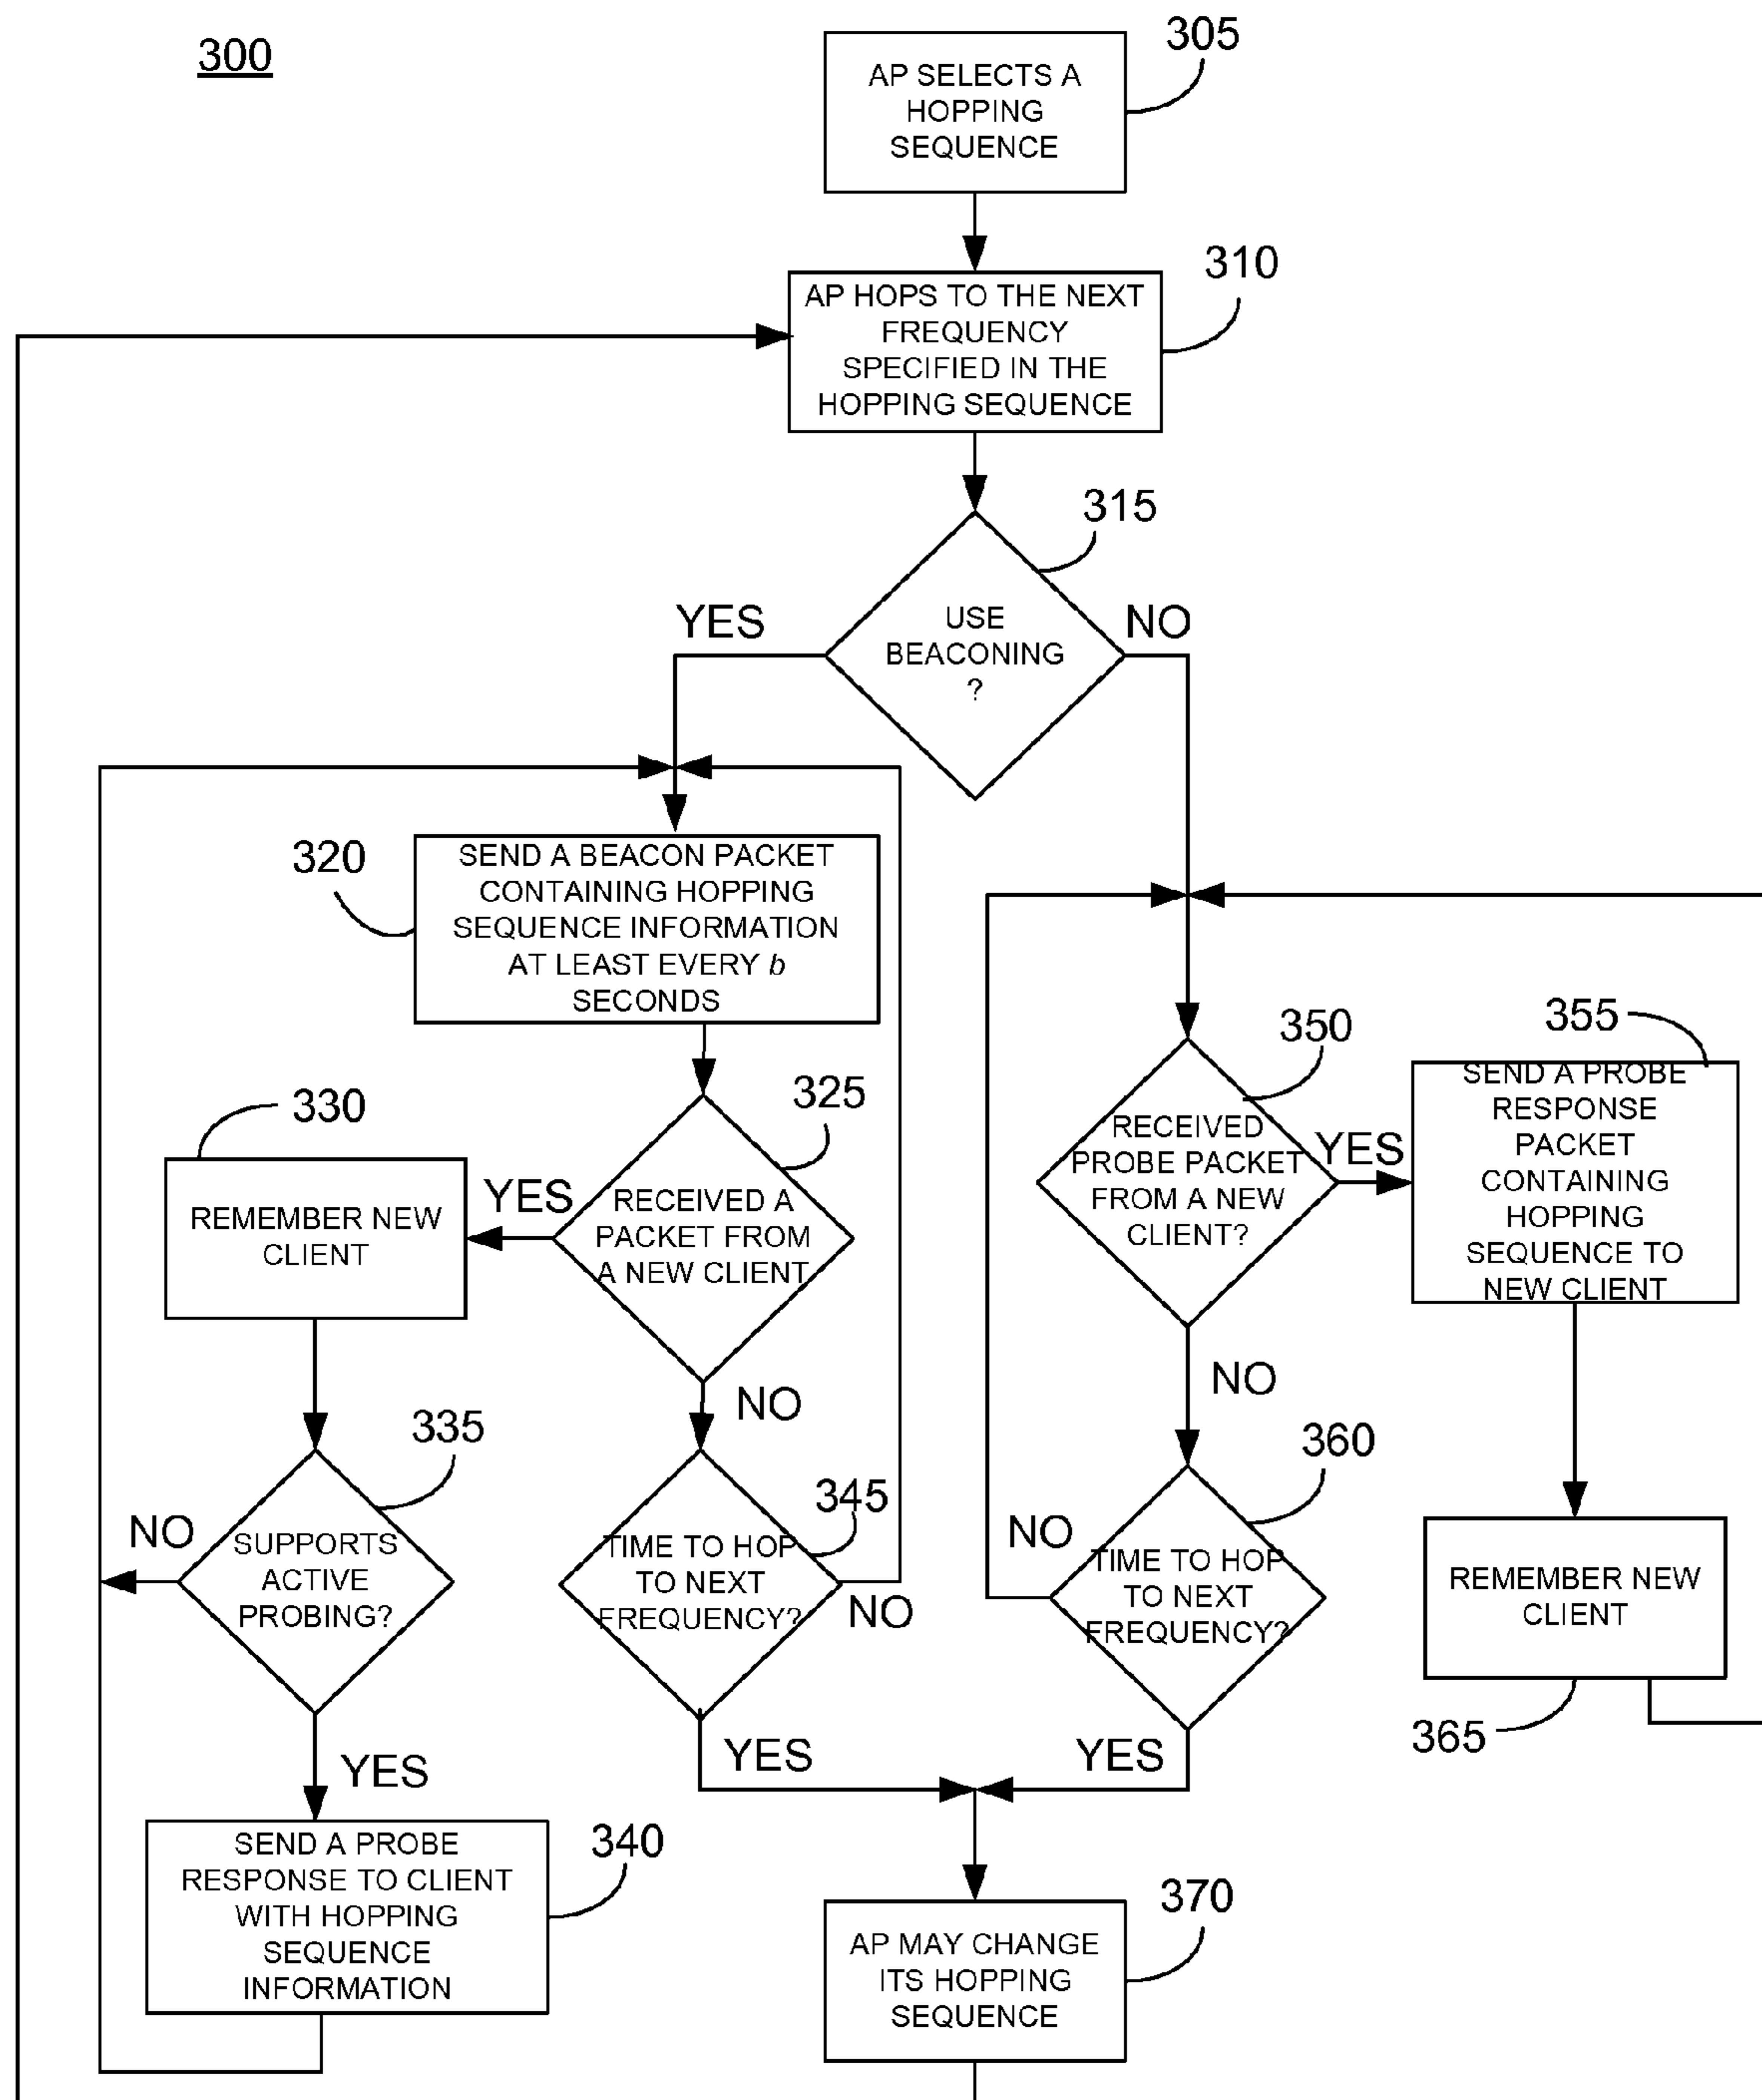 300
305
AP SELECTS A
HOPPING
SEQUENCE
310
AP HOPS TO THE NEXT
FREQUENCY
SPECIFIED IN THE
HOPPING SEQUENCE
315
YES
USE
BEACONING
?
NO
320
SEND A BEACON PACKET
CONTAINING HOPPING
SEQUENCE INFORMATION
AT LEAST EVERY b
SECONDS
325
RECEIVED A
PACKET FROM
A NEW CLIENT
YES
330
REMEMBER NEW
CLIENT
335
NO
SUPPORTS
ACTIVE
PROBING?
YES
340
SEND A PROBE
RESPONSE TO CLIENT
WITH HOPPING
SEQUENCE
INFORMATION
NO
345
TIME TO HOP
TO NEXT
FREQUENCY?
NO
YES
350
RECEIVED
PROBE PACKET
FROM A NEW
CLIENT?
YES
355
SEND A PROBE
RESPONSE
PACKET
CONTAINING
HOPPING
SEQUENCE TO
NEW CLIENT
NO
360
NO
TIME TO HOP
TO NEXT
FREQUENCY?
YES
REMEMBER NEW
CLIENT
365
370
AP MAY CHANGE
ITS HOPPING
SEQUENCE